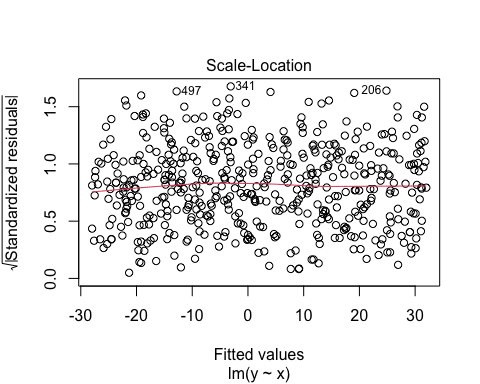 Scale-Location
√|Standardized residuals|
1.5
1.0
0.5
0.0
497
341
206
-30 -20 -10 0 10 20 30
Fitted values
lm(y ~ x)